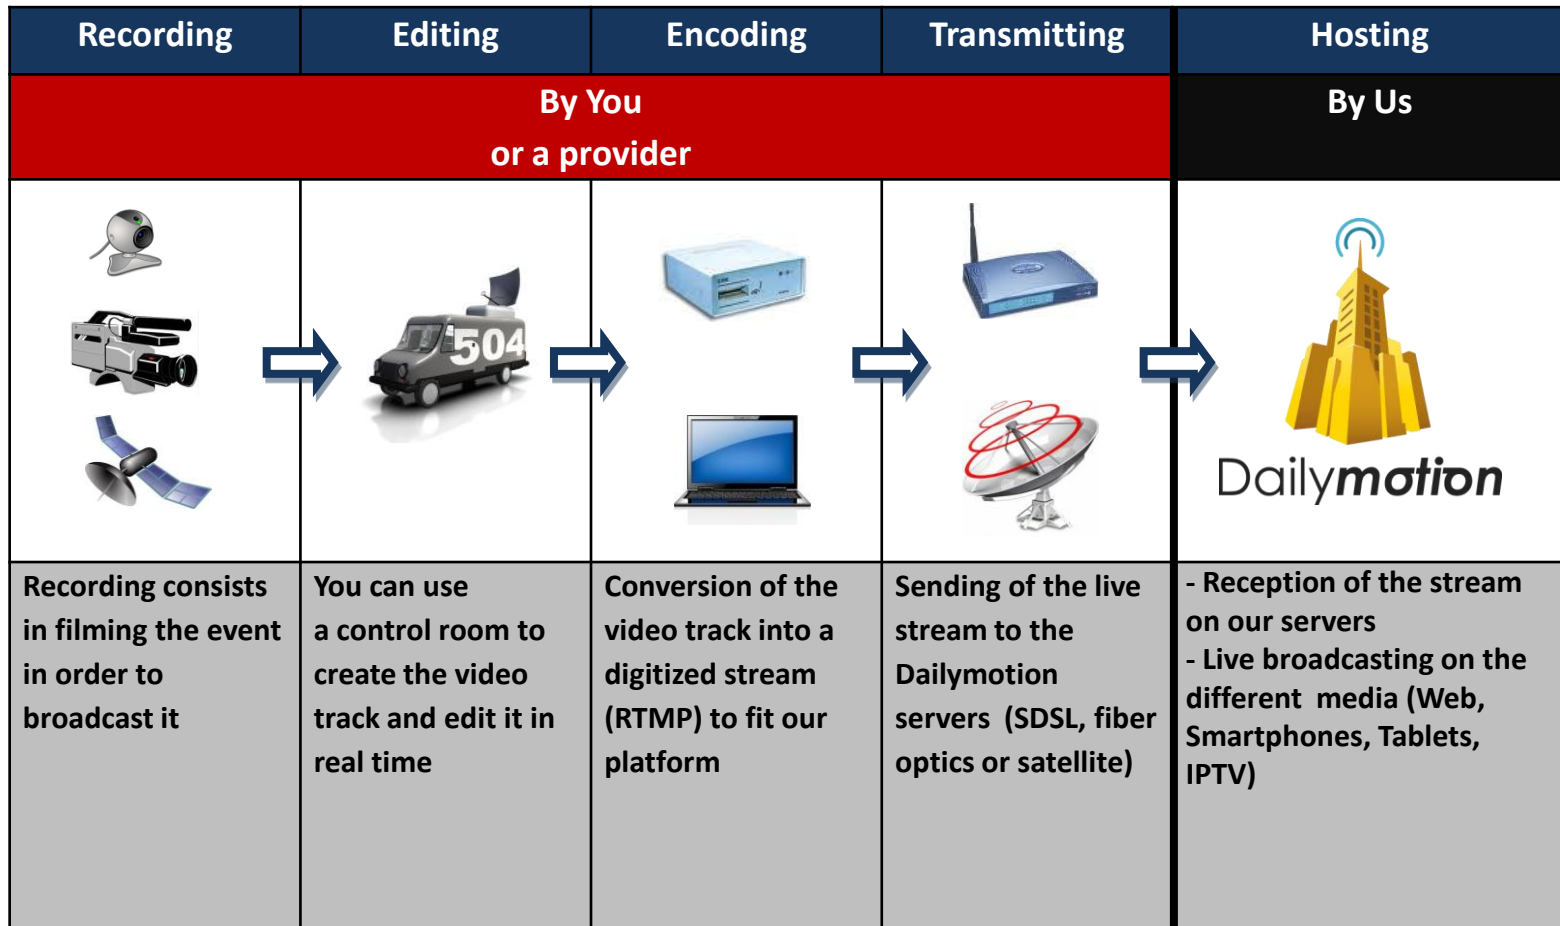 Recording
Editing
Encoding
Transmitting
Hosting
By You
or a provider
By Us
504
Dailymotion
Recording consists
in filming the event
in order to
broadcast it
You can use
a control room to
create the video
track and edit it in
real time
Conversion of the
video track into a
digitized stream
(RTMP) to fit our
platform
Sending of the live
stream to the
Dailymotion
servers (SDSL, fiber
optics or satellite)
- Reception of the stream
on our servers
- Live broadcasting on the
different media (Web,
Smartphones, Tablets,
IPTV)